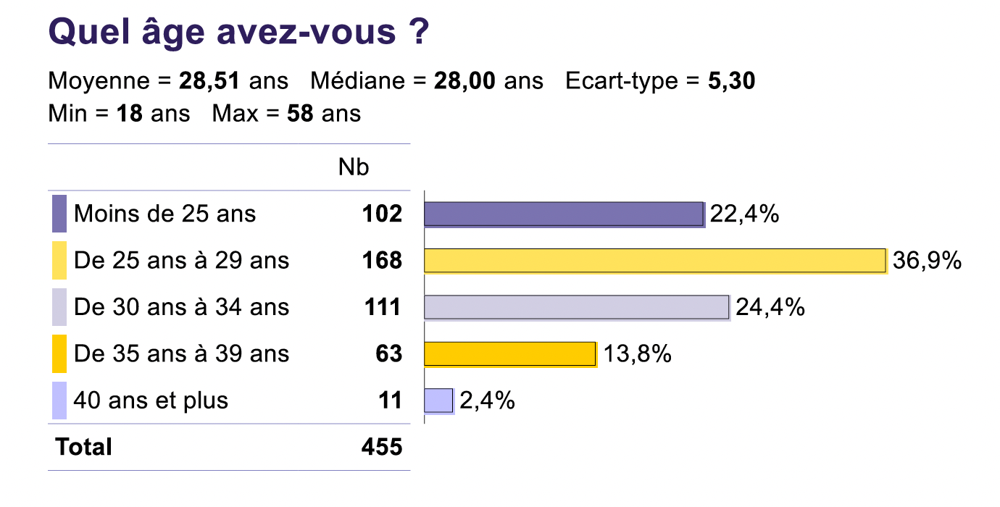 Quel âge avez-vous ?
Moyenne = 28,51 ans Médiane = 28,00 ans Ecart-type = 5,30
Min = 18 ans Max = 58 ans
Nb
Moins de 25 ans 102 22,4%
De 25 ans à 29 ans 168 36,9%
De 30 ans à 34 ans 111 24,4%
De 35 ans à 39 ans 63 13,8%
40 ans et plus 11 2,4%
Total 455